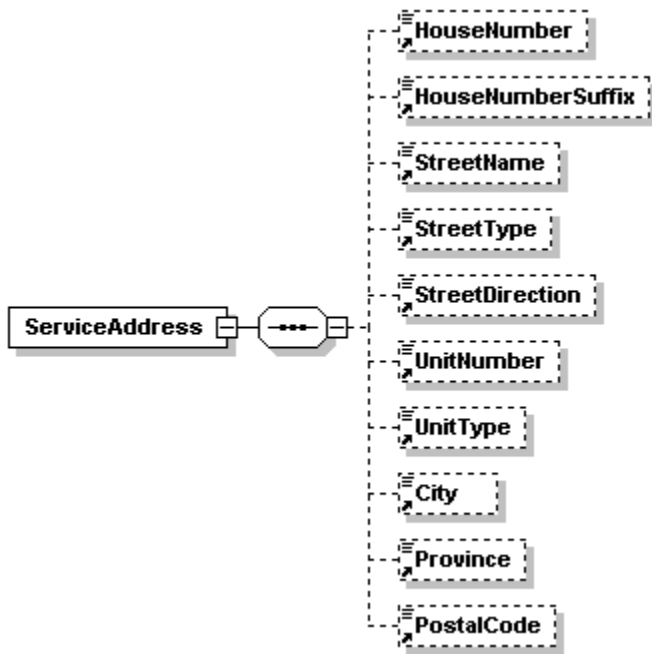 HouseNumber
HouseNumberSuffix
StreetName
StreetType
StreetDirection
ServiceAddress
UnitNumber
UnitType
City
Province
PostalCode